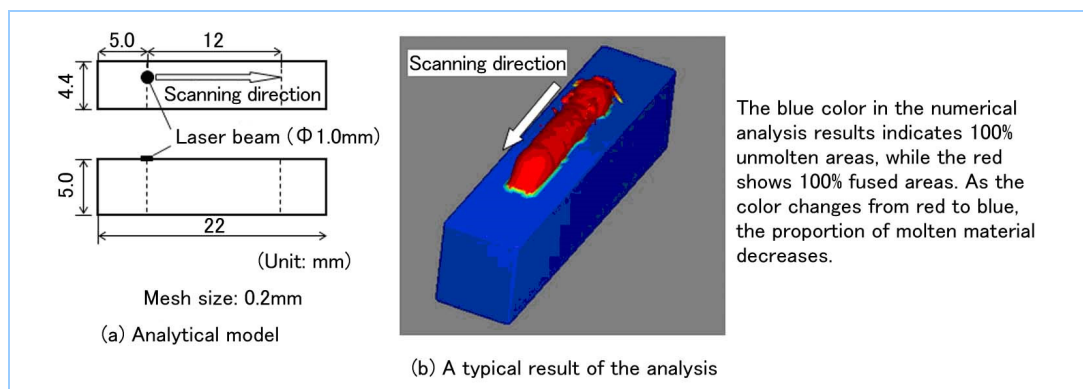 5.0
12
4.4
Scanning direction
Laser beam (Φ1.0mm)
5.0
22
(Unit: mm)
Mesh size: 0.2mm
(a) Analytical model
Scanning direction
(b) A typical result of the analysis
The blue color in the numerical
analysis results indicates 100%
unmolten areas, while the red
shows 100% fused areas. As the
color changes from red to blue,
the proportion of molten material
decreases.